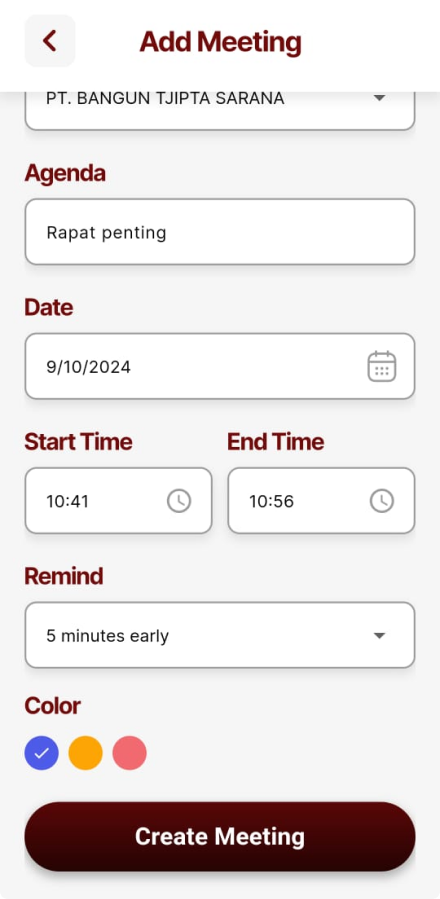 Add Meeting
PT. BANGUN TJIPTA SARANA
Agenda
Rapat penting
Date
9/10/2024
Start Time
End Time
10:41
10:56
Remind
5 minutes early
Color
Create Meeting